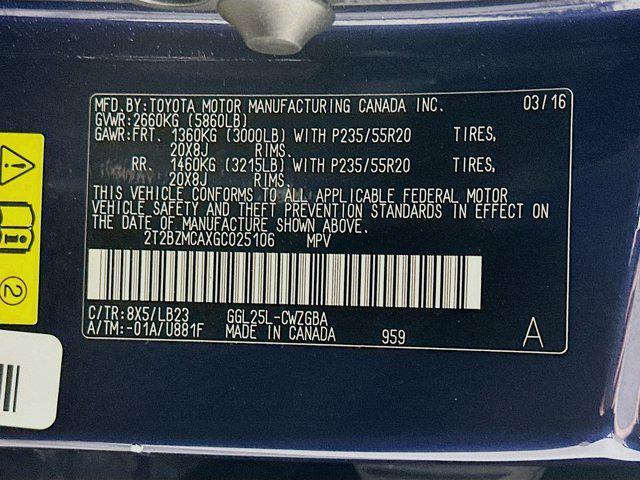 MFD.BY:TOYOTA MOTOR MANUFACTURING CANADA INC. 03/16
GVWR:2660KG (5860LB)
GAWR:FRT. 1360KG (3000LB) WITH P235/55R20 TIRES,
20X8J RIMS.
RR. 1460KG (3215LB) WITH P235/55R20 TIRES,
20X8J RIMS.
THIS VEHICLE CONFORMS TO ALL APPLICABLE FEDERAL MOTOR
VEHICLE SAFETY AND THEFT PREVENTION STANDARDS IN EFFECT ON
THE DATE OF MANUFACTURE SHOWN ABOVE.
2T2BZMCAXGC025106 MPV
C/TR:8X5/LB23 GGL25L-CWZGBA
A/TM:-01A/U881F MADE IN CANADA 959 A
2